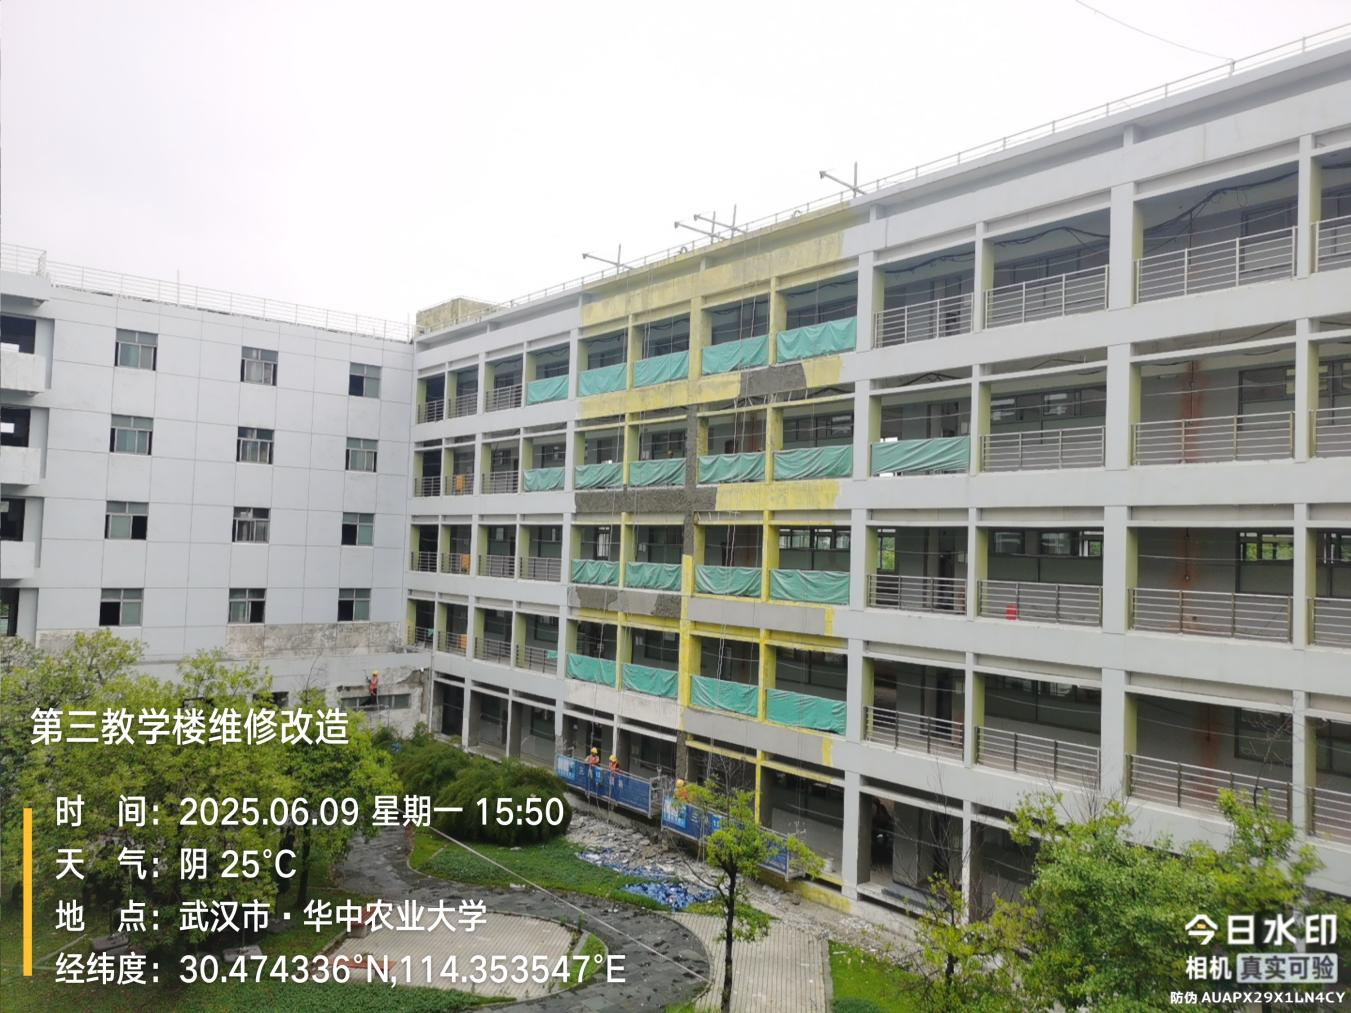 第三教学楼维修改造
时 间：2025.06.09 星期一 15:50
天 气：阴 25°C
地 点：武汉市·华中农业大学
经纬度：30.474336°N,114.353547°E
今日水印
相机 真实可验
防伪 AUAPX29X1LN4CY